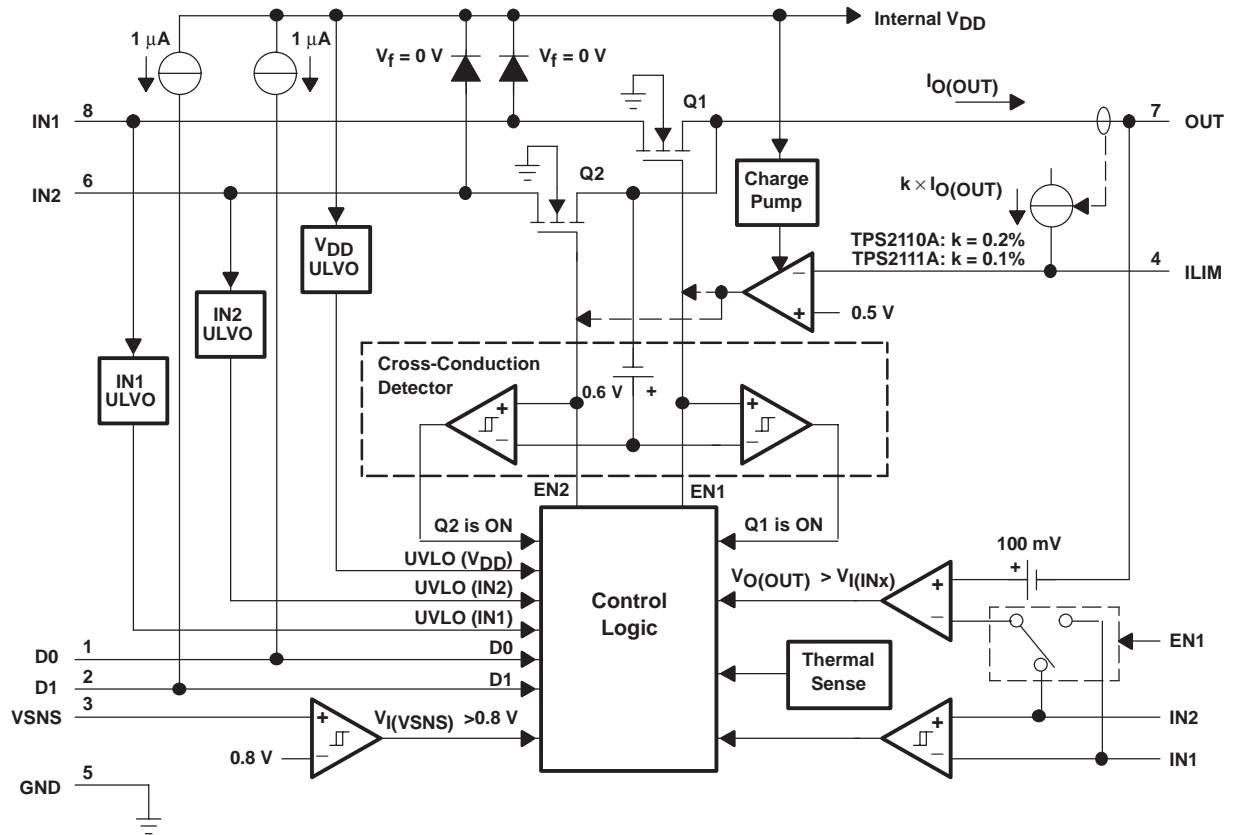 Internal VDD
1 µA
1 µA
Vf = 0 V
Vf = 0 V
IO(OUT)
Q1
IN1
8
7
OUT
Q2
IN2
6
Charge
Pump
k × IO(OUT)
VDD
ULVO
TPS2110A: k = 0.2%
TPS2111A: k = 0.1%
4
ILIM
−
+
0.5 V
IN2
ULVO
IN1
ULVO
Cross-Conduction
Detector
0.6 V
+
+
−
+
−
EN2
EN1
Q2 is ON
Q1 is ON
UVLO (VDD)
UVLO (IN2)
UVLO (IN1)
D0
D1
Control
Logic
100 mV
+
VO(OUT) > VI(INx)
+
−
EN1
Thermal
Sense
D0
1
D1
2
VSNS
3
+
−
VI(VSNS) >0.8 V
0.8 V
+
−
IN2
IN1
GND
5